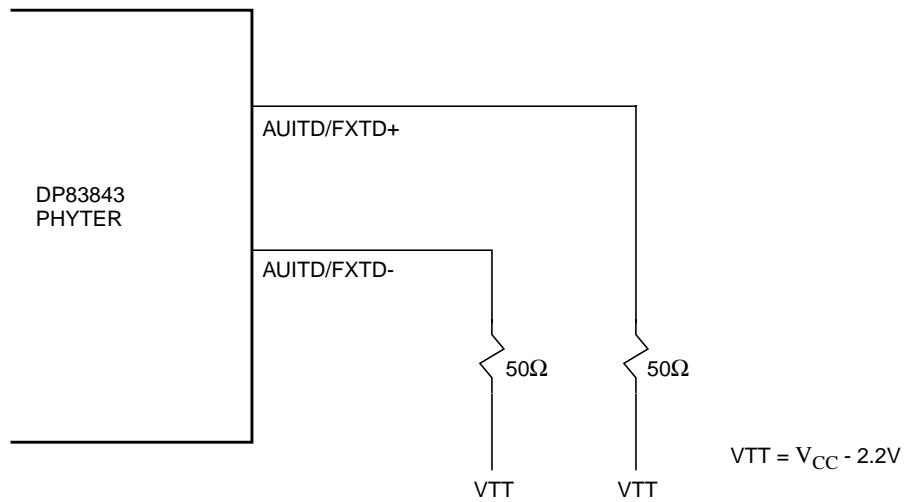 AUITD/FXTD+
DP83843
PHYTER
AUITD/FXTD-
50Ω
50Ω
VTT = VCC - 2.2V
VTT
VTT